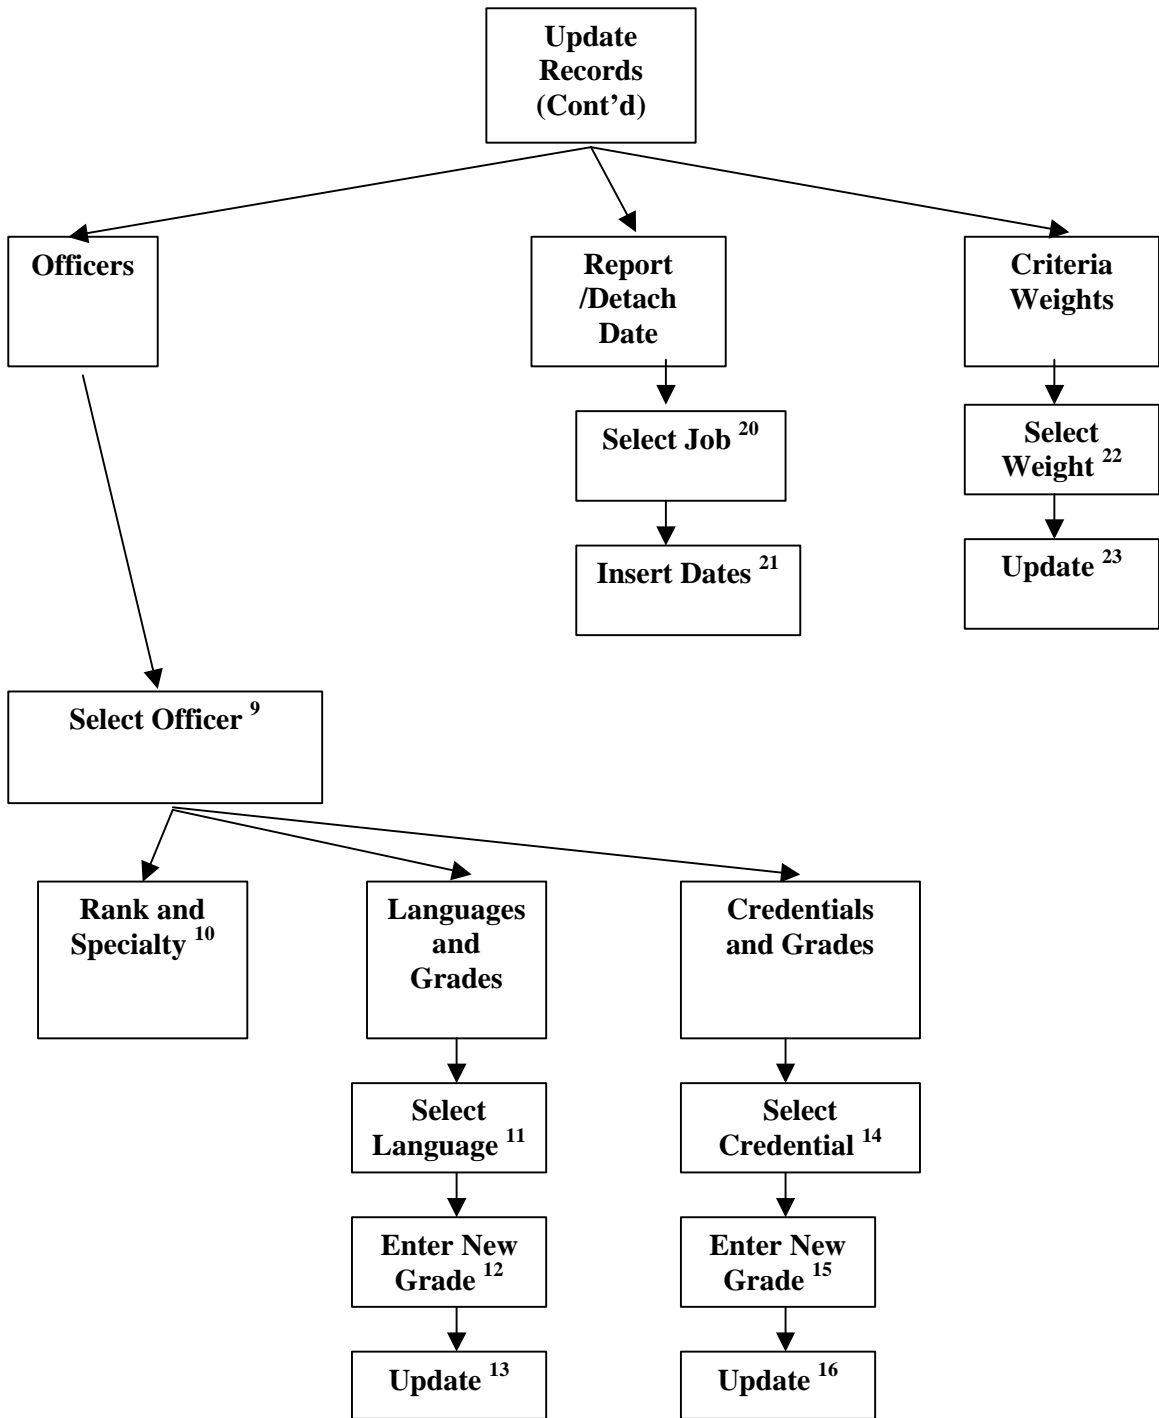 Update
Records
(Cont’d)
Officers
Report
/Detach
Date
Criteria
Weights
Select Job 20
Select
Weight 22
Insert Dates 21
Update 23
Select Officer 9
Rank and
Specialty 10
Languages
and
Grades
Credentials
and Grades
Select
Language 11
Select
Credential 14
Enter New
Grade 12
Enter New
Grade 15
Update 13
Update 16